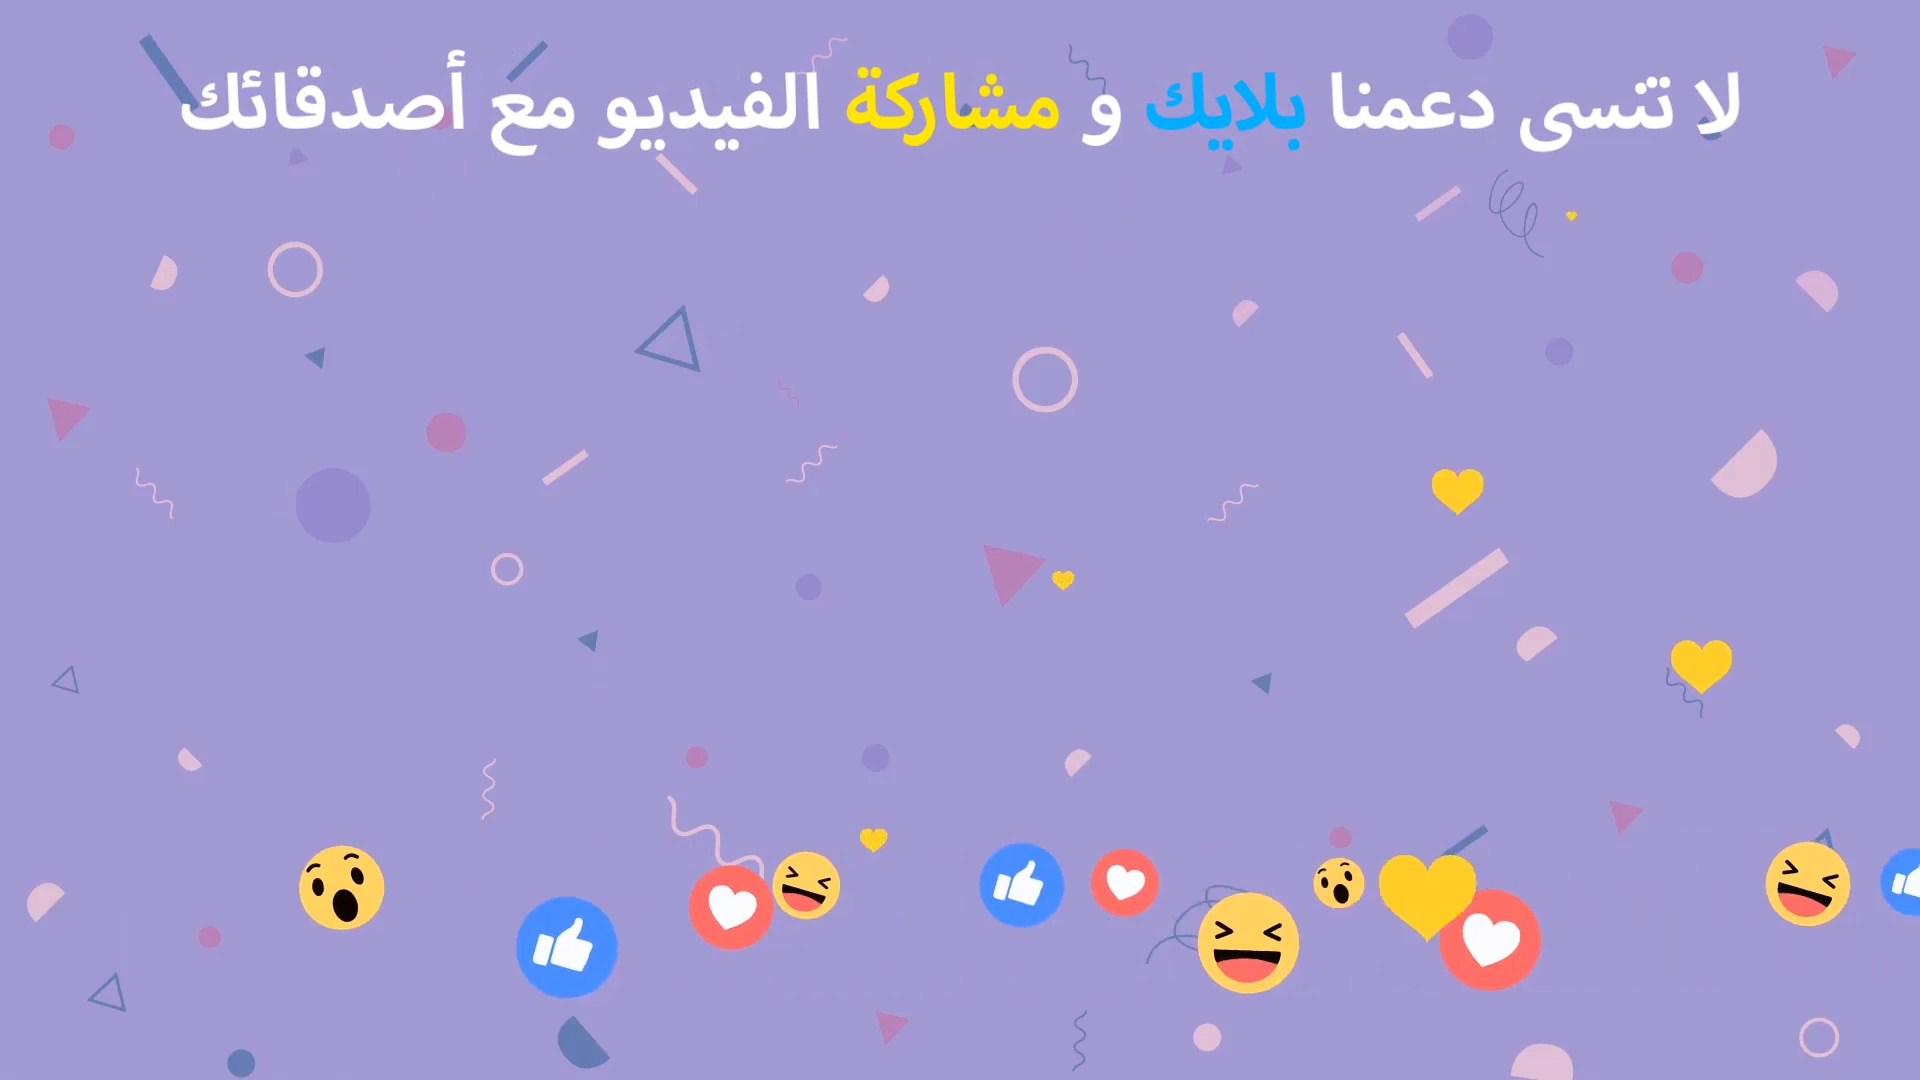 لا تنسى دعمنا بلايك و مشاركة الفيديو مع أصدقائك